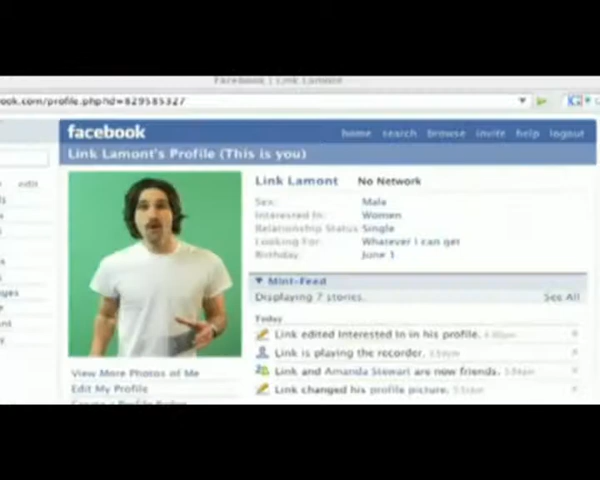 Facebook | Link Lamont
ook.com/profile.php?id=829585327
edit
facebook
home search browse invite help logout
Link Lamont's Profile (This is you)
Link Lamont No Network
Sex: Male
Interested In: Women
Relationship Status: Single
Looking For: Whatever I can get
Birthday: June 1
Mini-Feed
Displaying 7 stories. See All
Today
Link edited Interested In in his profile.
Link is playing the recorder.
Link and Amanda Stewart are now friends.
Link changed his profile picture.
View More Photos of Me
Edit My Profile